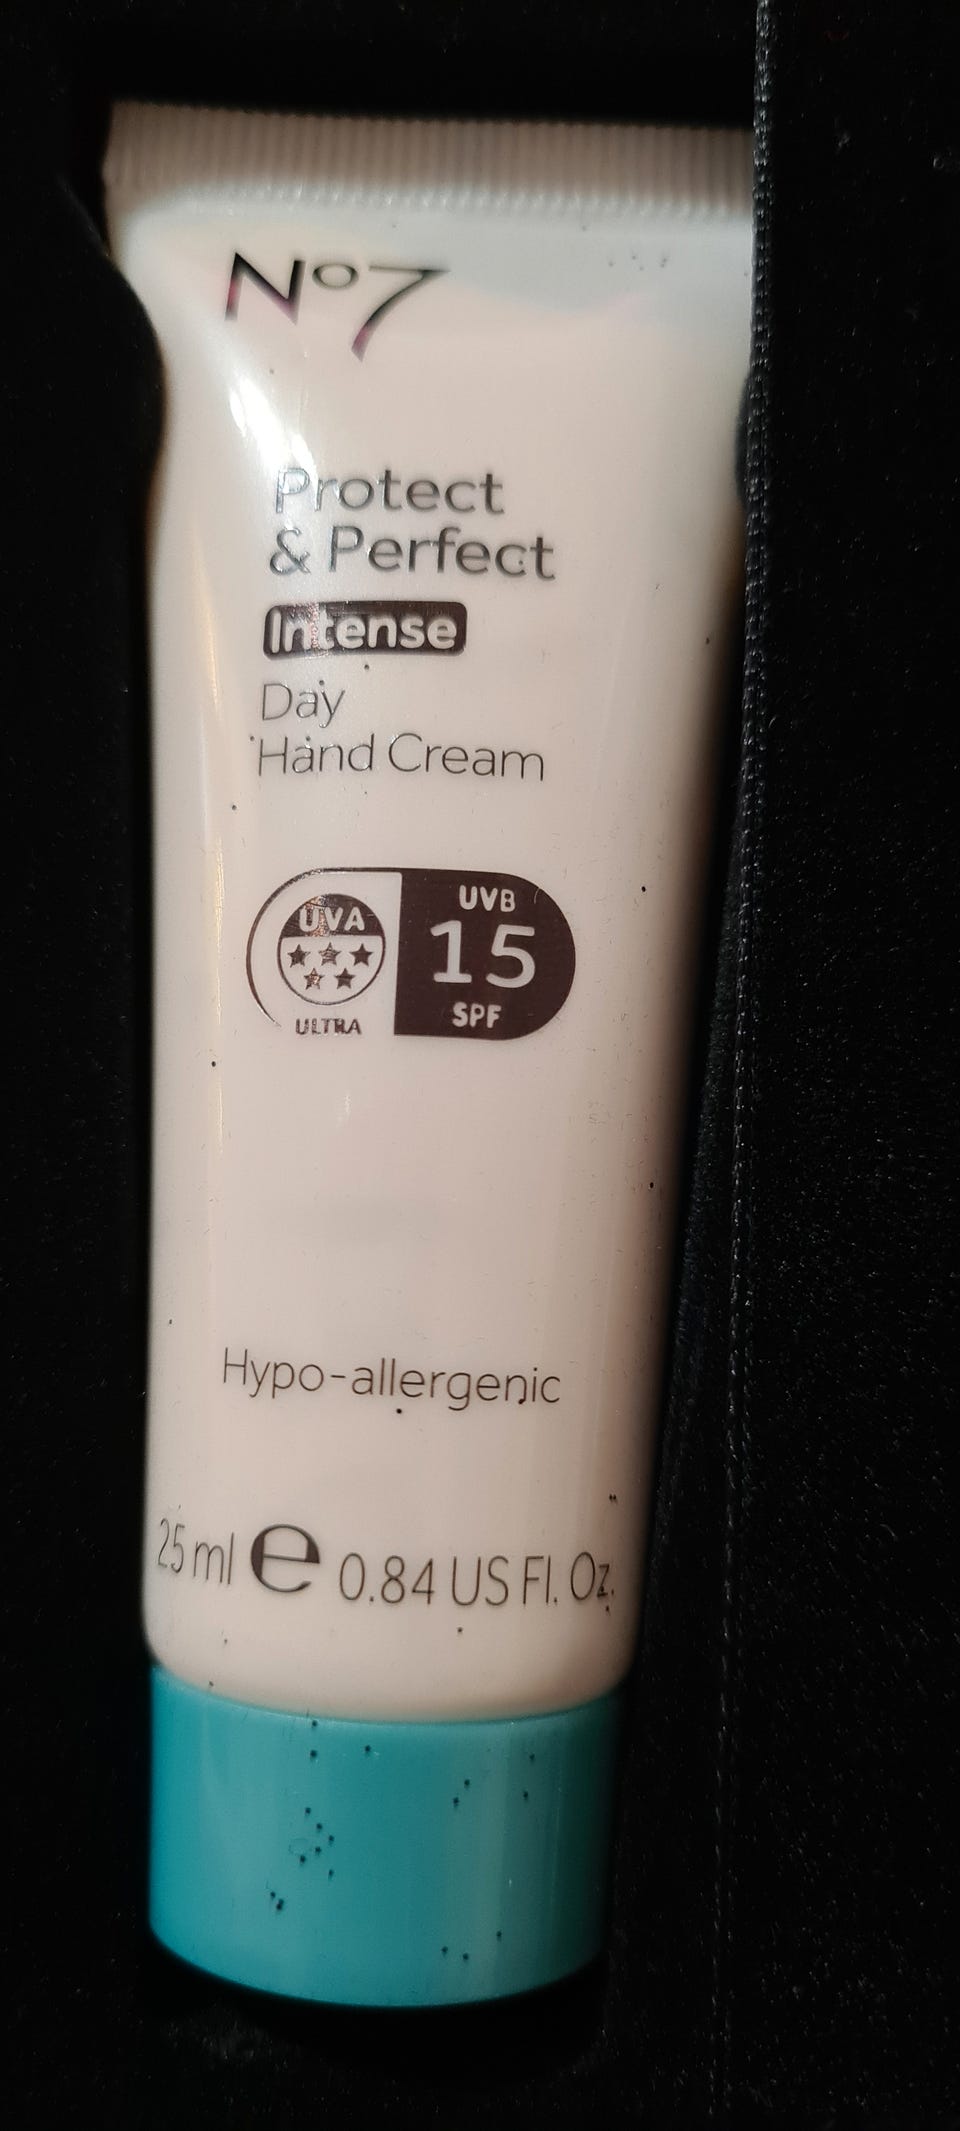 Nº7
Protect
& Perfect
Intense
Day
Hand Cream
UVA
ULTRA
UVB
15
SPF
Hypo-allergenic
25 ml e 0.84 US Fl. Oz.